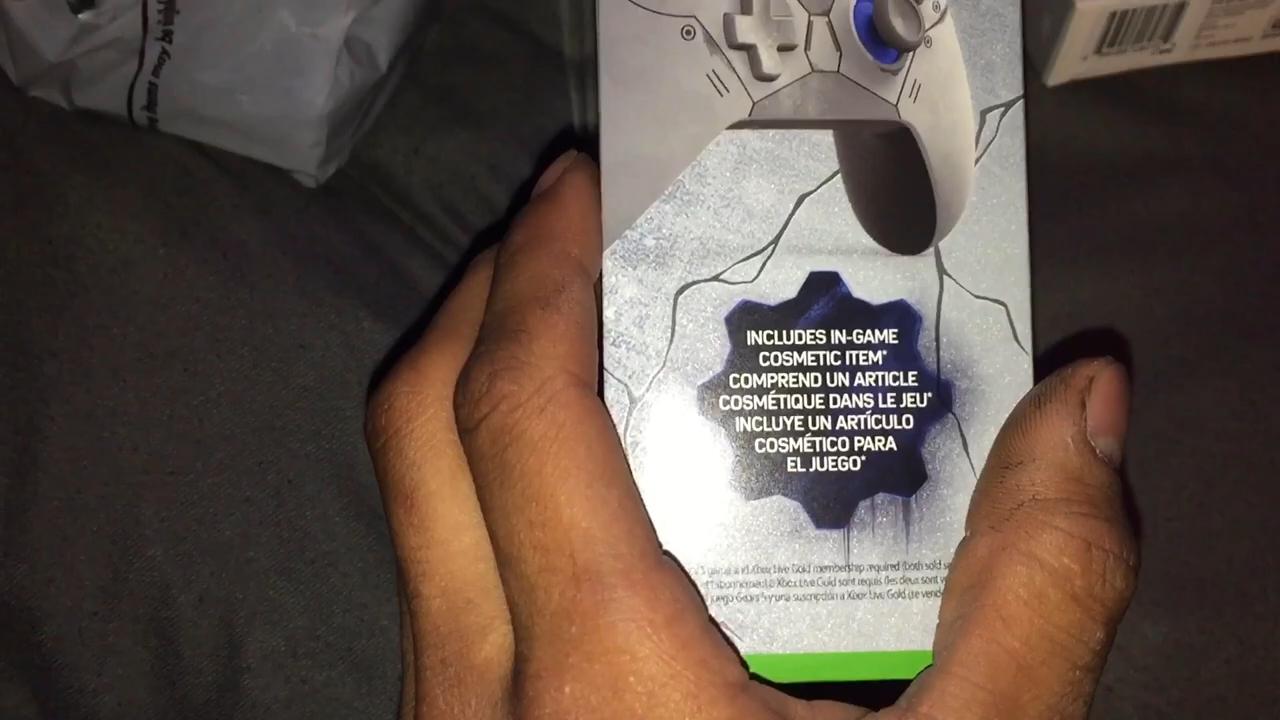 INCLUDES IN-GAME
COSMETIC ITEM*
COMPREND UN ARTICLE
COSMÉTIQUE DANS LE JEU*
INCLUYE UN ARTÍCULO
COSMÉTICO PARA
EL JUEGO*
Xbox Live Gold membership required (both sold
Xbox Live Gold sont requis (les deux sont
juego Gears 5 y una suscripción a Xbox Live Gold (se